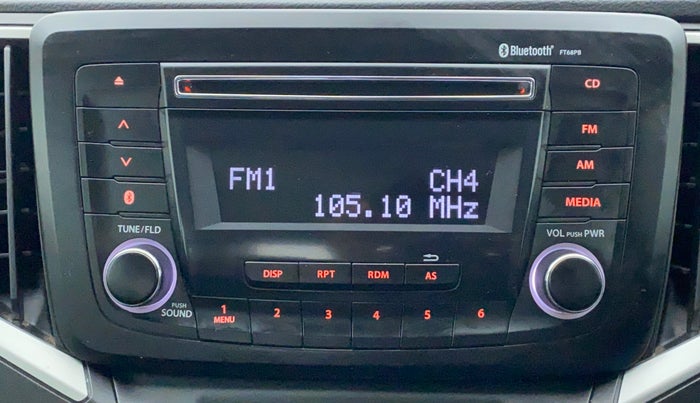 Bluetooth® FT68PB
CD
FM
AM
MEDIA
FM1 CH4
105.10 MHz
TUNE/FLD
VOL PUSH PWR
DISP RPT RDM AS
PUSH
SOUND
1 2 3 4 5 6
MENU